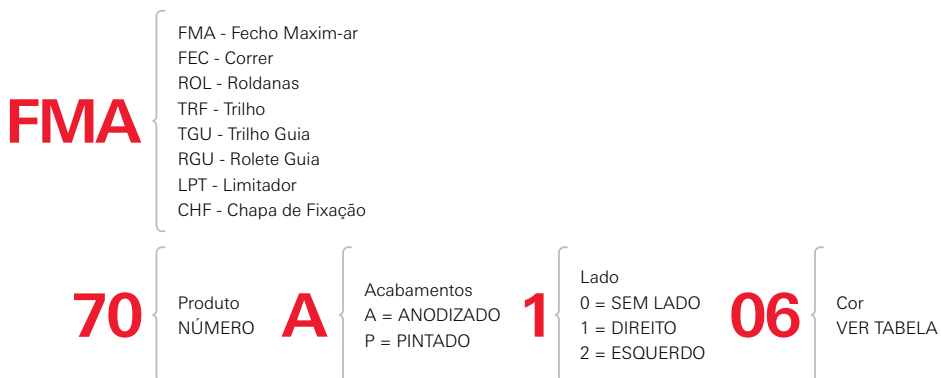 FMA
FMA - Fecho Maxim-ar
FEC - Correr
ROL - Roldanas
TRF - Trilho
TGU - Trilho Guia
RGU - Rolete Guia
LPT - Limitador
CHF - Chapa de Fixação
70
Produto
NÚMERO
A
Acabamentos
A = ANODIZADO
P = PINTADO
1
Lado
0 = SEM LADO
1 = DIREITO
2 = ESQUERDO
06
Cor
VER TABELA